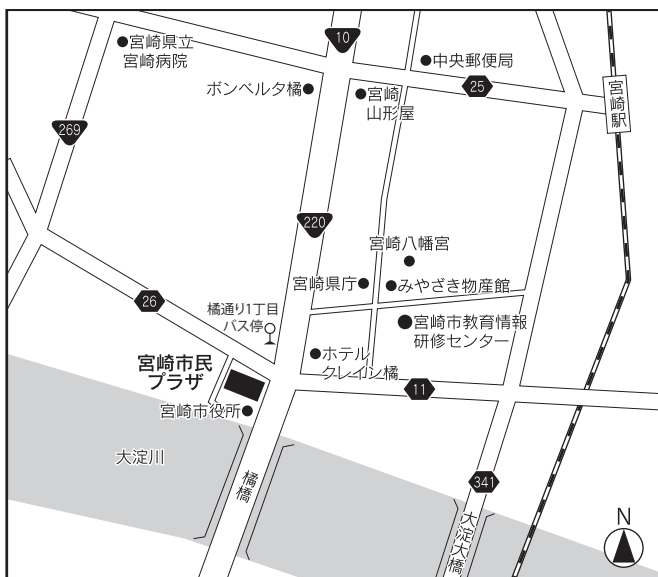 10
宮崎県立
宮崎病院
中央郵便局
ボンベルタ橘
宮崎
山形屋
25
宮崎駅
269
220
宮崎八幡宮
宮崎県庁
みやざき物産館
26
橘通り1丁目
バス停
宮崎市教育情報
研修センター
宮崎市民
プラザ
ホテル
クレイン橘
11
宮崎市役所
大淀川
橘橋
341
大淀大橋
N